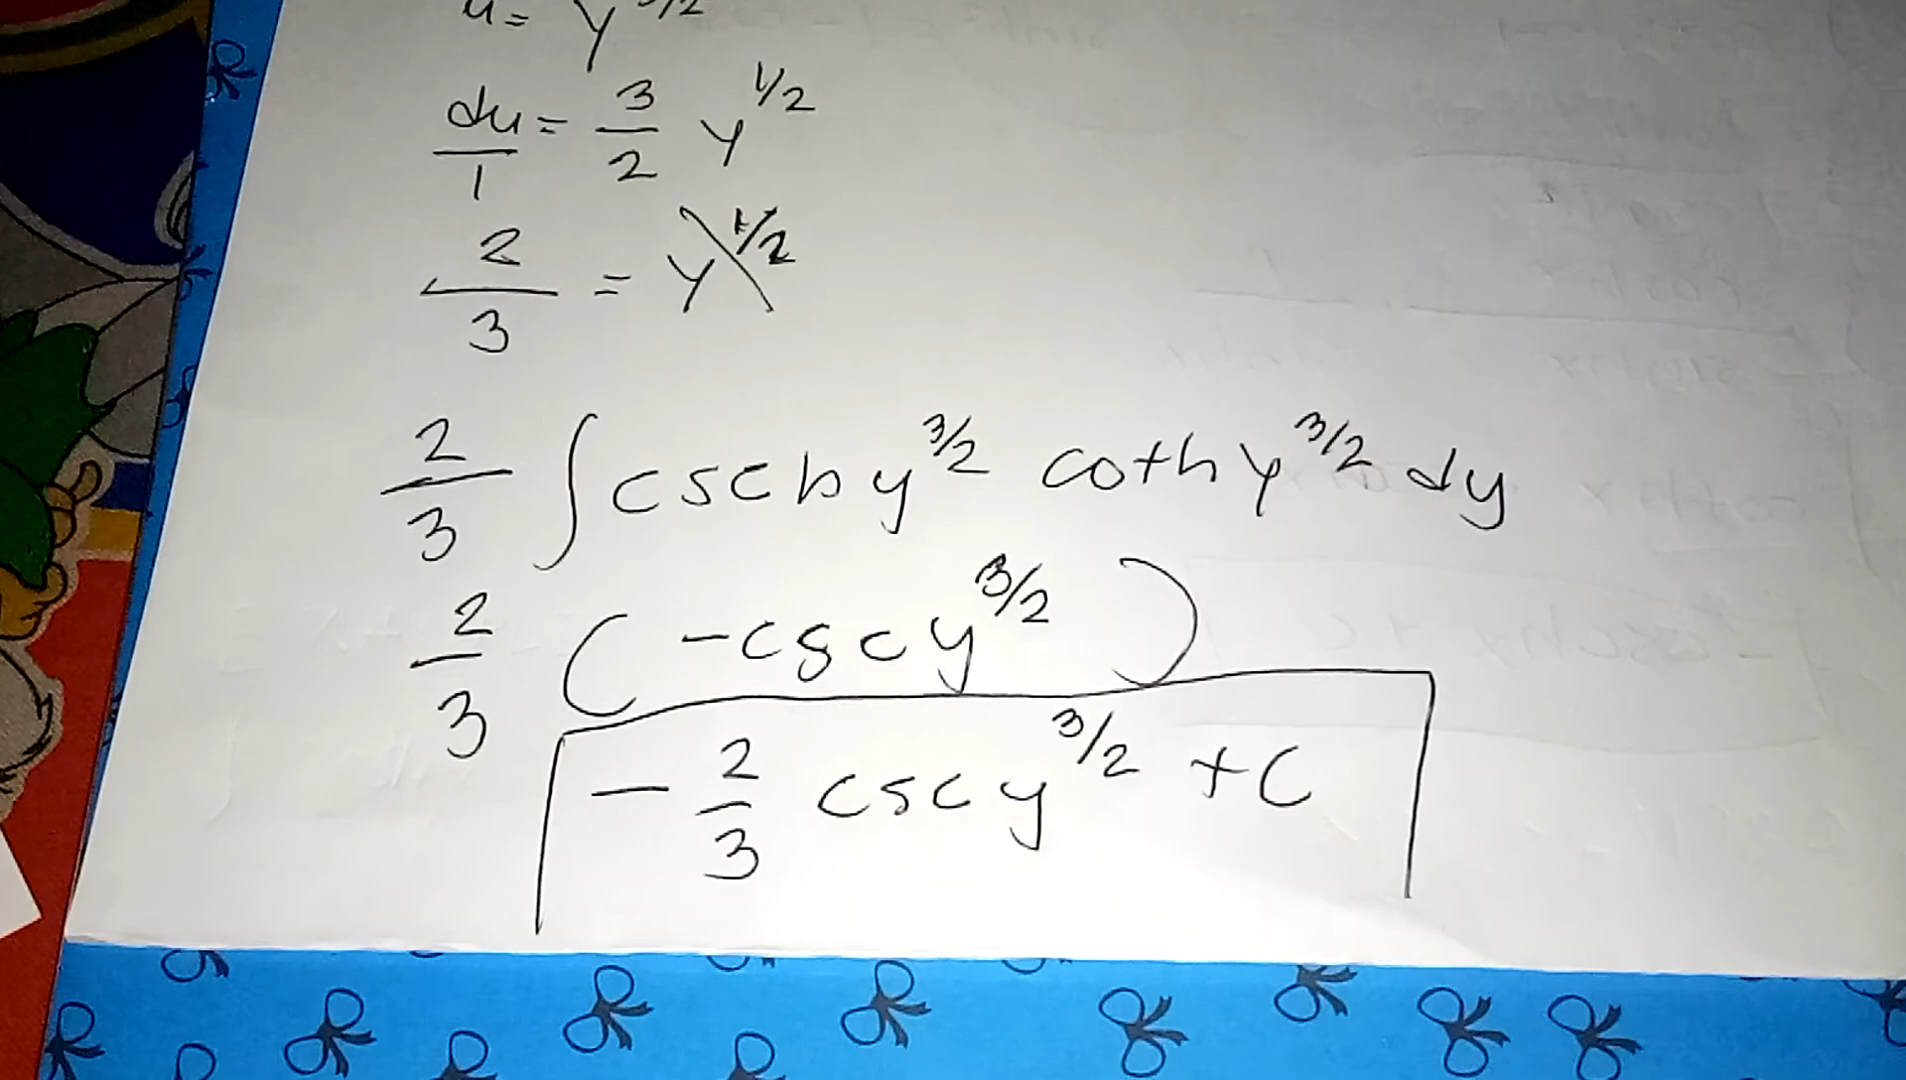 u = y^3/2
du/1 = 3/2 y^1/2
2/3 = y^1/2
2/3 ∫ csch y^3/2 coth y^3/2 dy
2/3 (-csc y^3/2)
- 2/3 csc y^3/2 + C